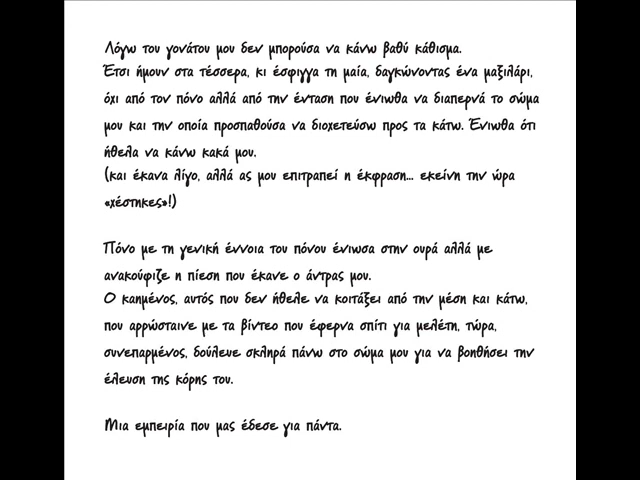 Λόγω του γονάτου μου δεν μπορούσα να κάνω βαθύ κάθισμα.
Έτσι ήμουν στα τέσσερα, κι έσφιγγα τη μαία, δαγκώνοντας ένα μαξιλάρι,
όχι από τον πόνο αλλά από την ένταση που ένιωθα να διαπερνά το σώμα
μου και την οποία προσπαθούσα να διοχετεύσω προς τα κάτω. Ένιωθα ότι
ήθελα να κάνω κακά μου.
(και έκανα λίγο, αλλά ας μου επιτραπεί η έκφραση... εκείνη την ώρα
«χέστηκες»!)
Πόνο με τη γενική έννοια του πόνου ένιωσα στην ουρά αλλά με
ανακούφιζε η πίεση που έκανε ο άντρας μου.
Ο καημένος, αυτός που δεν ήθελε να κοιτάξει από την μέση και κάτω,
που αρρώσταινε με τα βίντεο που έφερνα σπίτι για μελέτη, τώρα,
συνεπαρμένος, δούλευε σκληρά πάνω στο σώμα μου για να βοηθήσει την
έλευση της κόρης του.
Μια εμπειρία που μας έδεσε για πάντα.